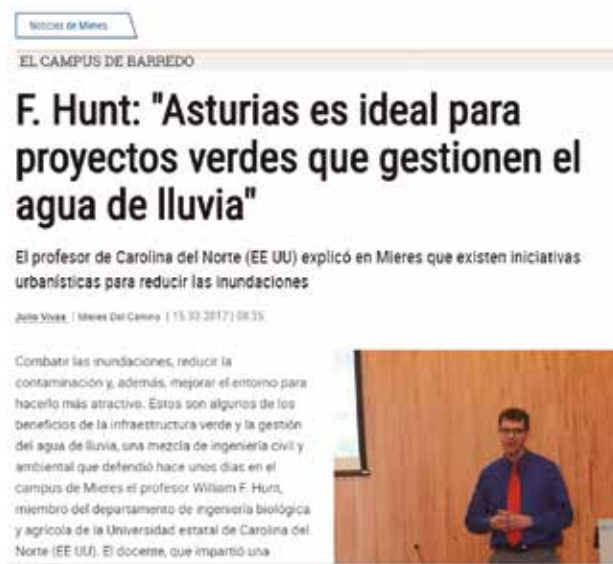 Noticias de Mieres
EL CAMPUS DE BARREDO
F. Hunt: "Asturias es ideal para
proyectos verdes que gestionen el
agua de lluvia"
El profesor de Carolina del Norte (EE UU) explicó en Mieres que existen iniciativas
urbanísticas para reducir las inundaciones
Julio Vivas | Mieres Del Camino | 15.03.2017 | 08:35
Combatir las inundaciones, reducir la
contaminación y, además, mejorar el entorno para
hacerlo más atractivo. Estos son algunos de los
beneficios de la infraestructura verde y la gestión
del agua de lluvia, una mezcla de ingeniería civil y
ambiental que defendió hace unos días en el
campus de Mieres el profesor William F. Hunt,
miembro del departamento de ingeniería biológica
y agrícola de la Universidad estatal de Carolina del
Norte (EE UU). El docente, que impartió una